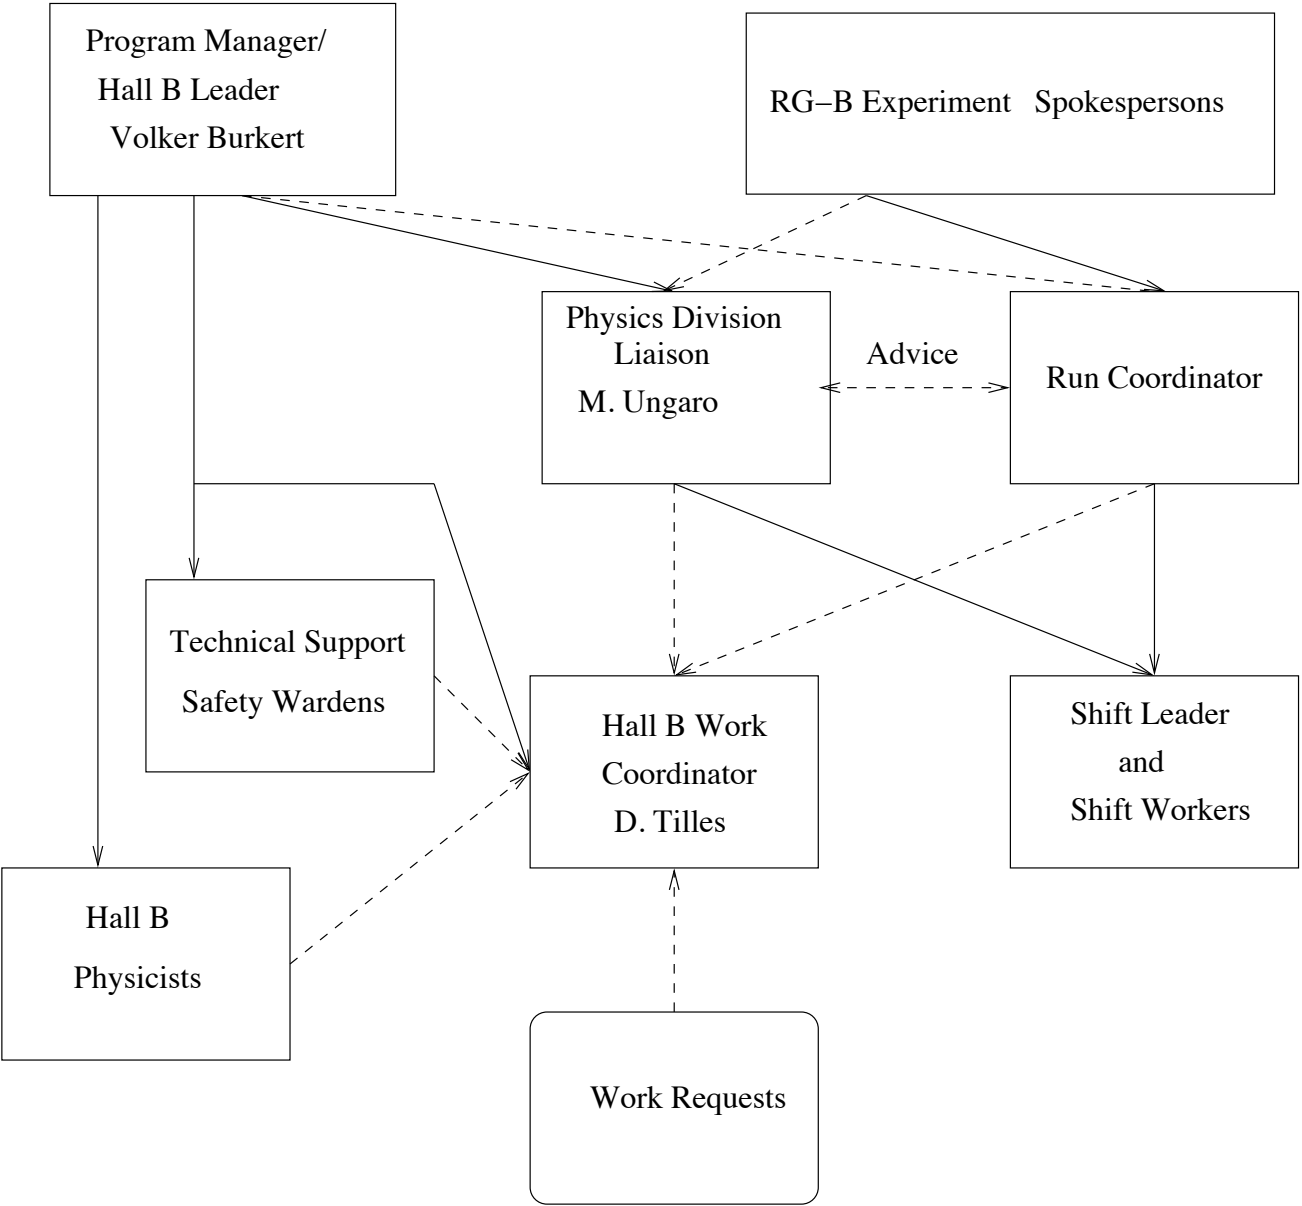 Program Manager/
Hall B Leader
Volker Burkert
RG−B Experiment Spokespersons
Physics Division
Liaison
M. Ungaro
Advice
Run Coordinator
Technical Support
Safety Wardens
Hall B Work
Coordinator
D. Tilles
Shift Leader
and
Shift Workers
Hall B
Physicists
Work Requests